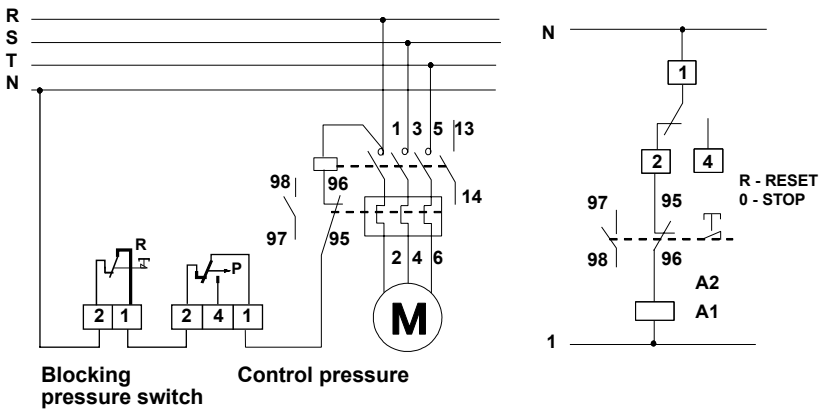 R
S
T
N
1 3 5 13
98 96
14
97 95
2 4 6
R
P
2 1
2 4 1
M
Blocking
pressure switch
Control pressure
N
1
2 4
R - RESET
0 - STOP
97 95
98 96
A2
A1
1